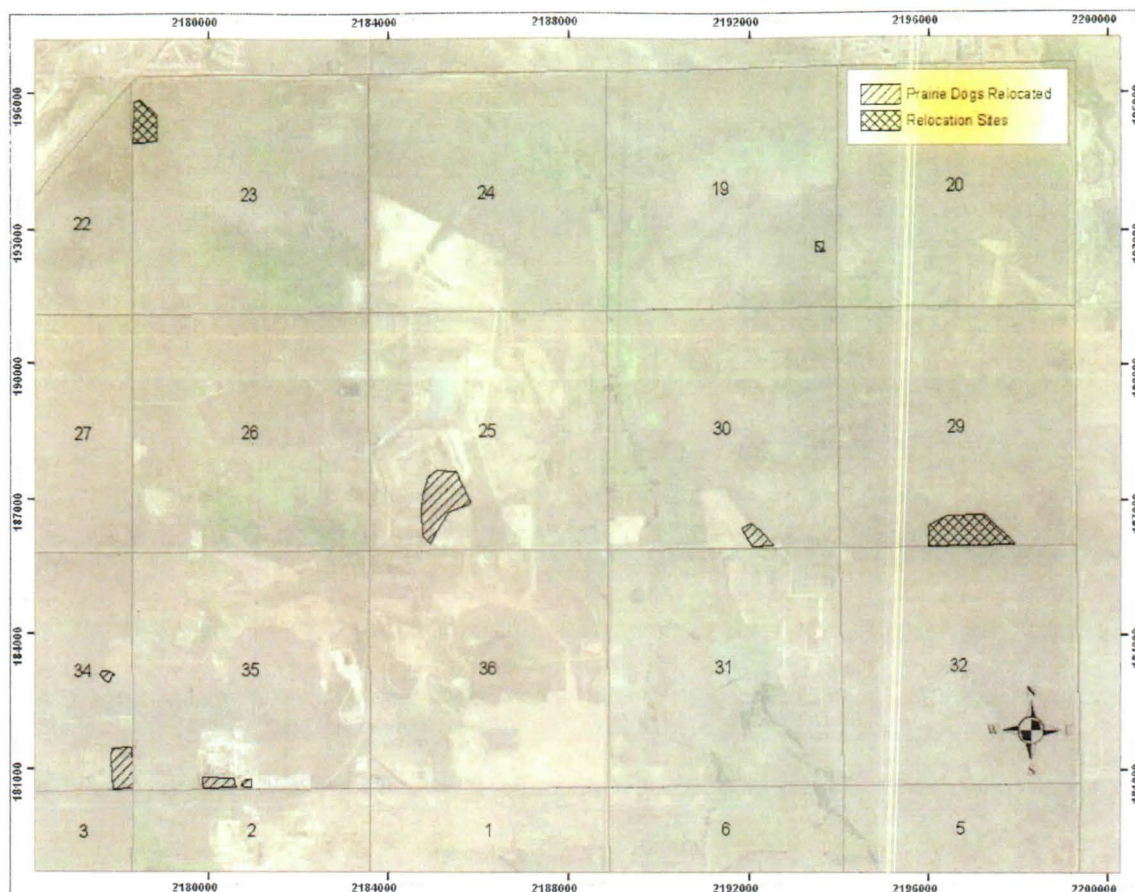 2180000 2184000 2188000 2192000 2196000 2200000
196000
Prairie Dogs Relocated
Relocation Sites
23 24 19 20
22
193000
190000
27 26 25 30 29
187000
184000
34 35 36 31 32
N
W E
S
181000
3 2 1 6 5
2180000 2184000 2188000 2192000 2196000 2200000